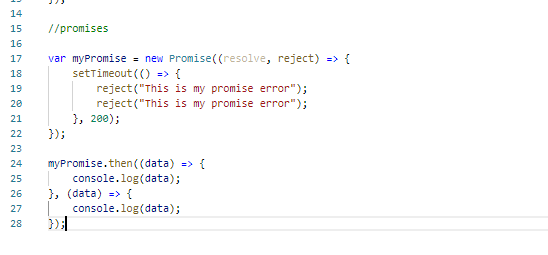 14
15 //promises
16
17 var myPromise = new Promise((resolve, reject) => {
18 setTimeout(() => {
19 reject("This is my promise error");
20 reject("This is my promise error");
21 }, 200);
22 });
23
24 myPromise.then((data) => {
25 console.log(data);
26 }, (data) => {
27 console.log(data);
28 });